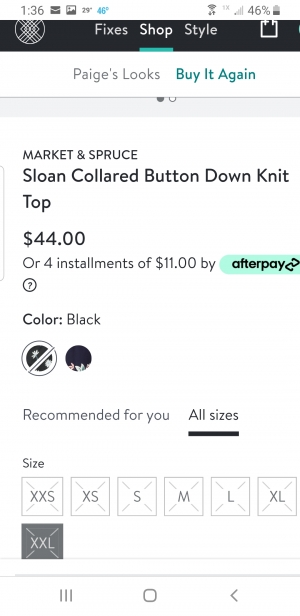 1:36 29° 46° 1X 46%
Fixes Shop Style
Paige's Looks Buy It Again
MARKET & SPRUCE
Sloan Collared Button Down Knit
Top
$44.00
Or 4 installments of $11.00 by afterpay
?
Color: Black
Recommended for you All sizes
Size
XXS XS S M L XL
XXL